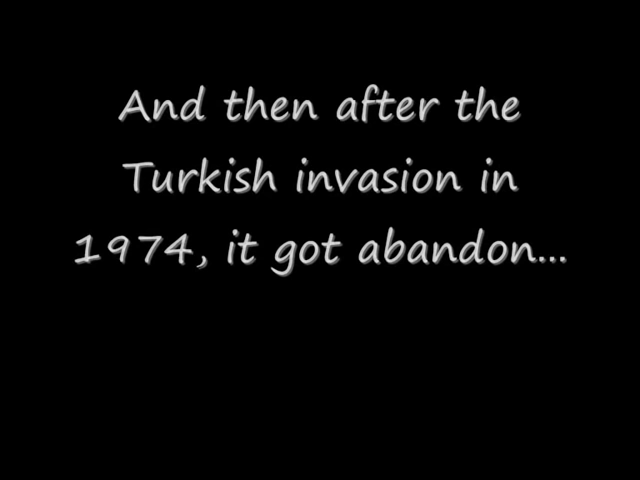 And then after the
Turkish invasion in
1974, it got abandon...